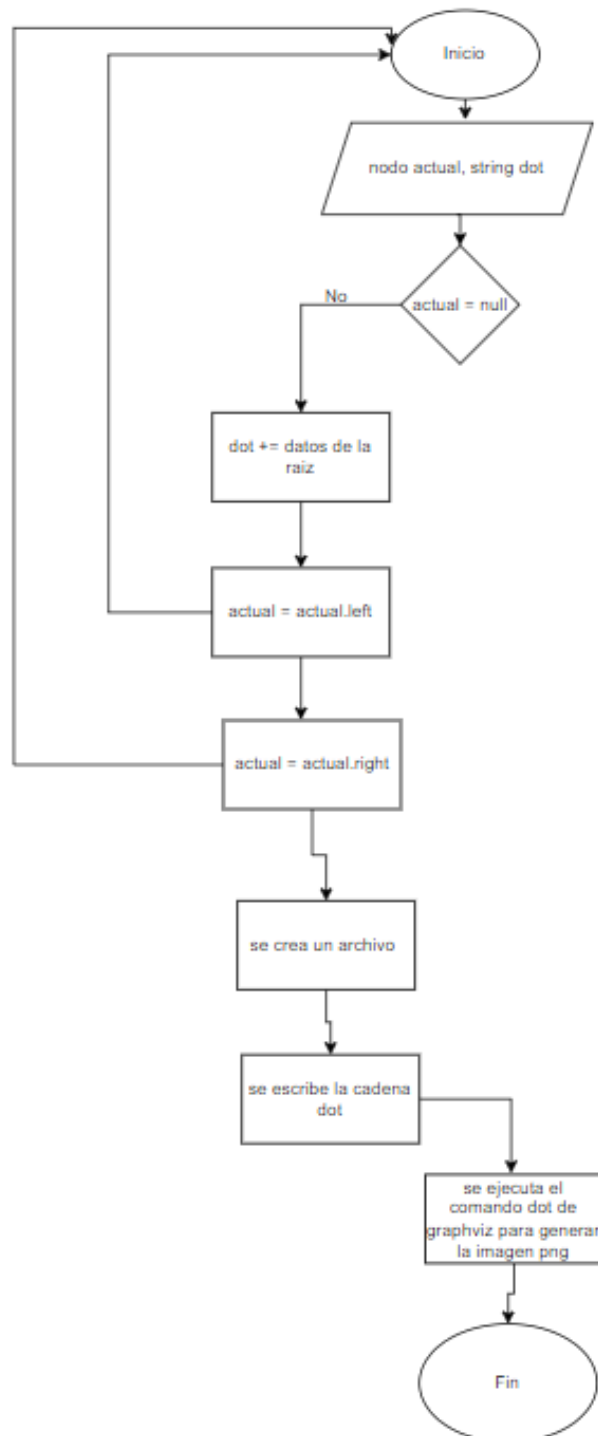 Inicio
nodo actual, string dot
No
actual = null
dot += datos de la
raiz
actual = actual.left
actual = actual.right
se crea un archivo
se escribe la cadena
dot
se ejecuta el
comando dot de
graphviz para generar
la imagen png
Fin